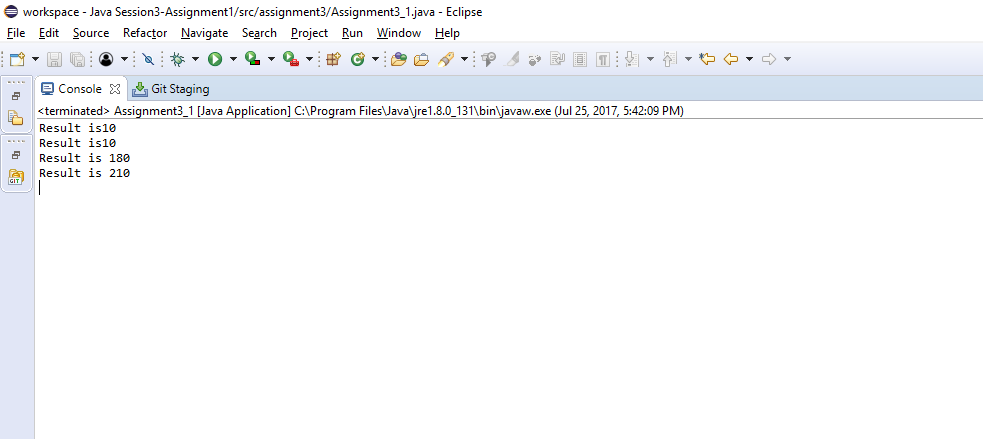 workspace - Java Session3-Assignment1/src/assignment3/Assignment3_1.java - Eclipse
File Edit Source Refactor Navigate Search Project Run Window Help
Console Git Staging
<terminated> Assignment3_1 [Java Application] C:\Program Files\Java\jre1.8.0_131\bin\javaw.exe (Jul 25, 2017, 5:42:09 PM)
Result is10
Result is10
Result is 180
Result is 210
GIT